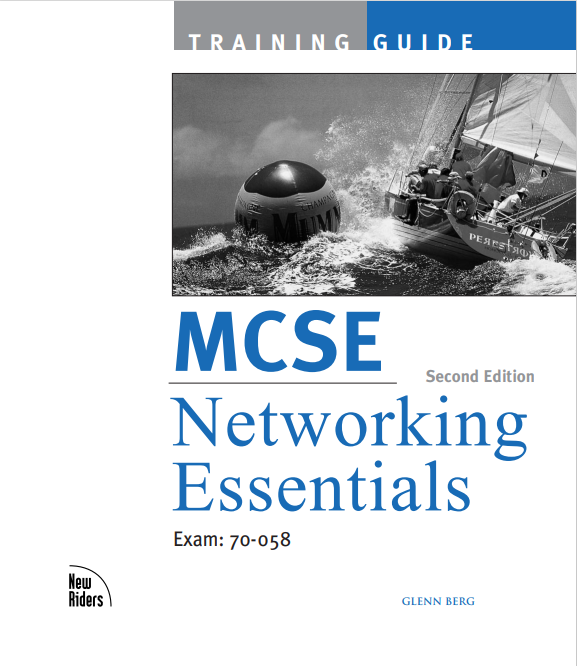 TRAINING GUIDE
MCSE
Second Edition
Networking
Essentials
Exam: 70-058
New
Riders
GLENN BERG